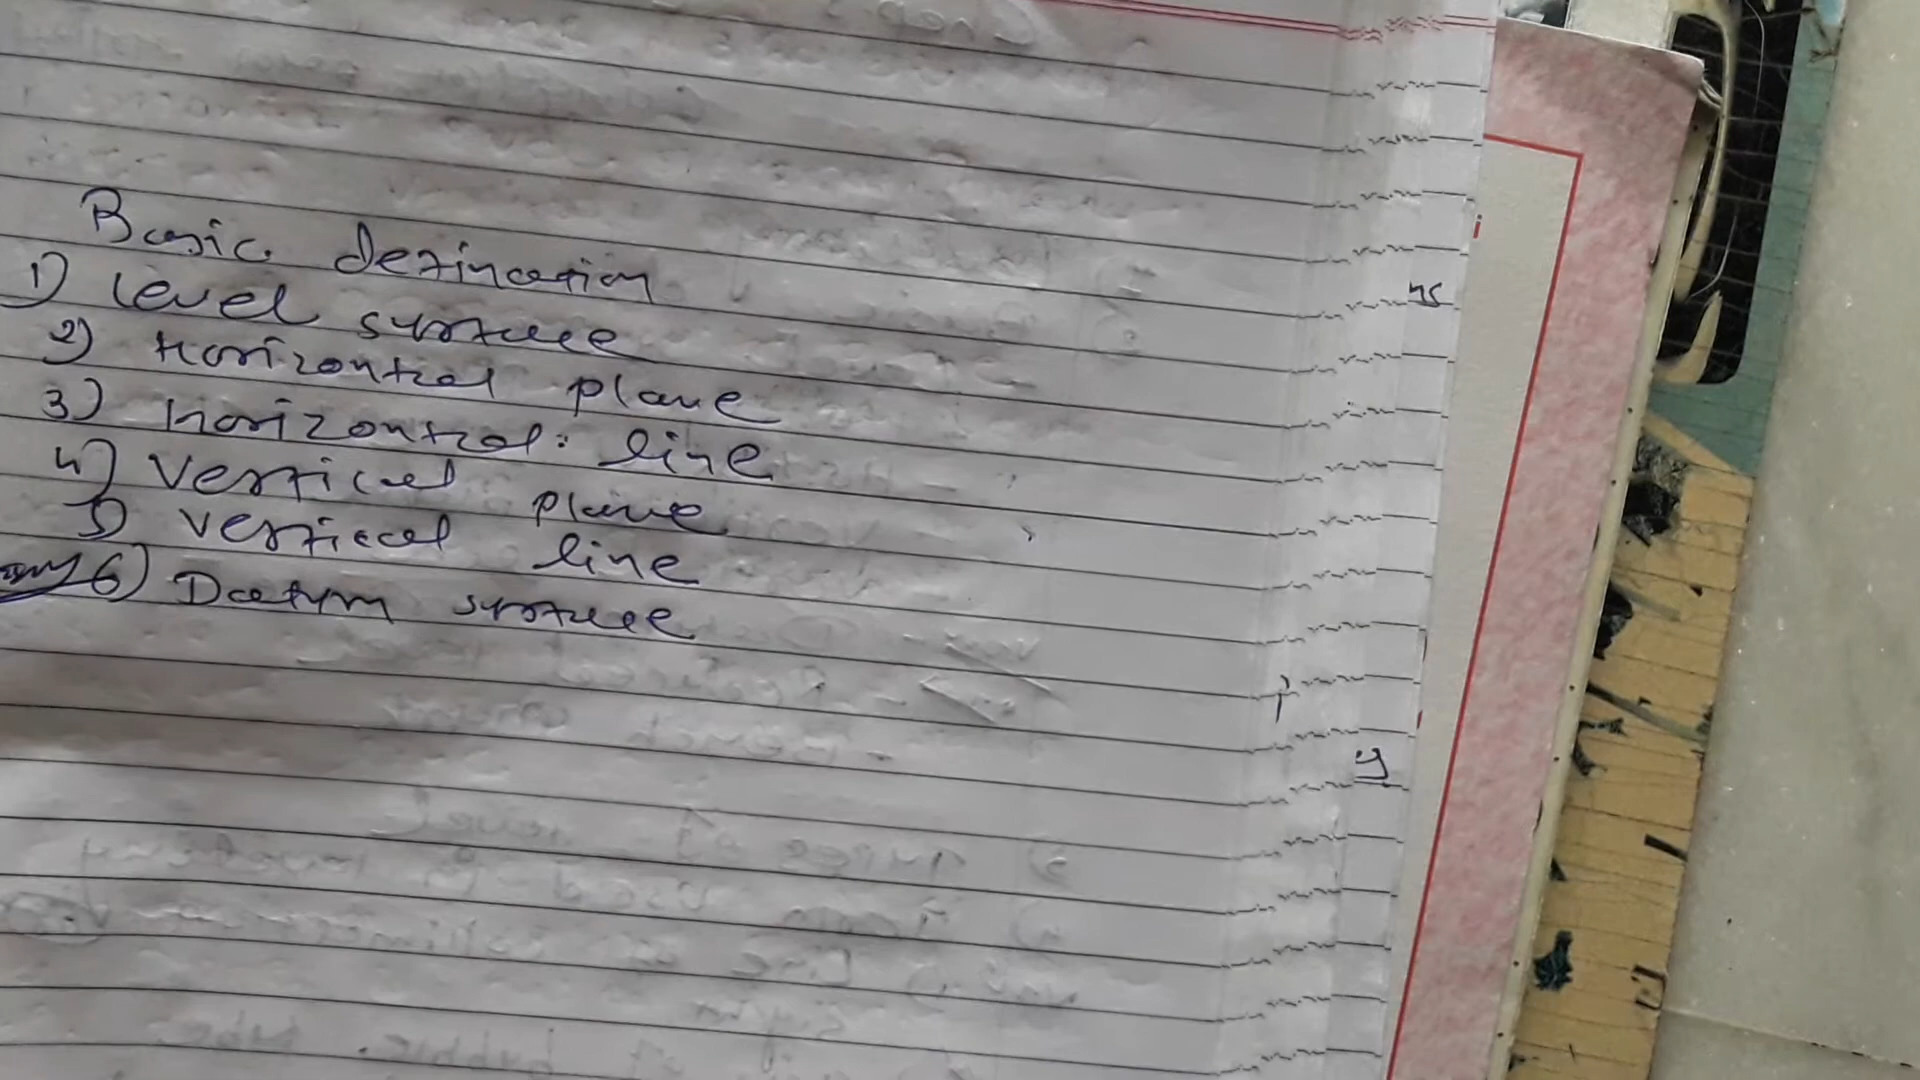 Basic defination
1) level surface
2) Horizontal plane
3) horizontal line
4) Vertical plane
5) vertical line
6) Datum surface